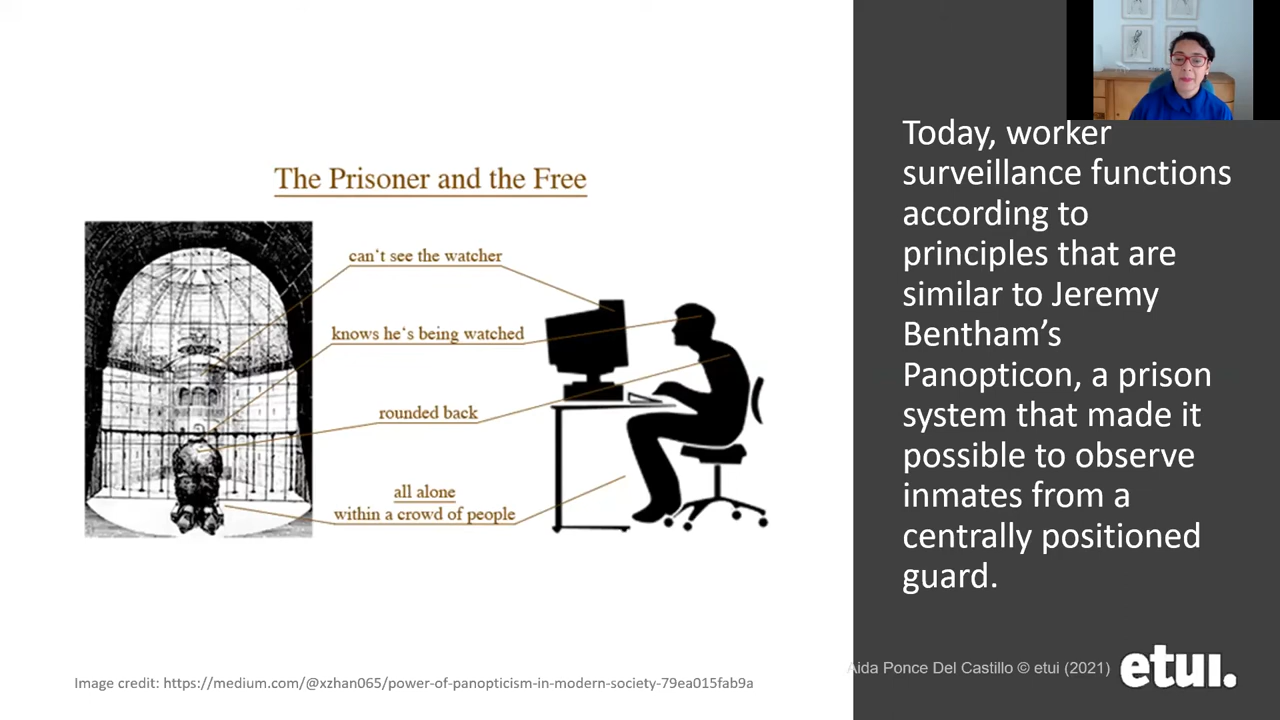 The Prisoner and the Free
can't see the watcher
knows he's being watched
rounded back
all alone
within a crowd of people
Image credit: https://medium.com/@xzhan065/power-of-panopticism-in-modern-society-79ea015fab9a
Today, worker
surveillance functions
according to
principles that are
similar to Jeremy
Bentham’s
Panopticon, a prison
system that made it
possible to observe
inmates from a
centrally positioned
guard.
Aida Ponce Del Castillo © etui (2021)
etui.